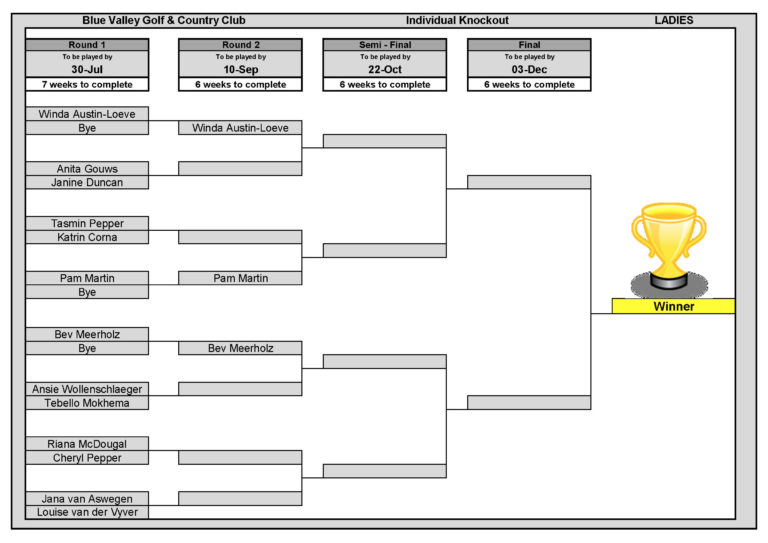 Blue Valley Golf & Country Club Individual Knockout LADIES
Round 1 Round 2 Semi - Final Final
To be played by To be played by To be played by To be played by
30-Jul 10-Sep 22-Oct 03-Dec
7 weeks to complete 6 weeks to complete 6 weeks to complete 6 weeks to complete
Winda Austin-Loeve
Bye Winda Austin-Loeve
Anita Gouws
Janine Duncan
Tasmin Pepper
Katrin Corna
Pam Martin Pam Martin
Bye
Winner
Bev Meerholz
Bye Bev Meerholz
Ansie Wollenschlaeger
Tebello Mokhema
Riana McDougal
Cheryl Pepper
Jana van Aswegen
Louise van der Vyver